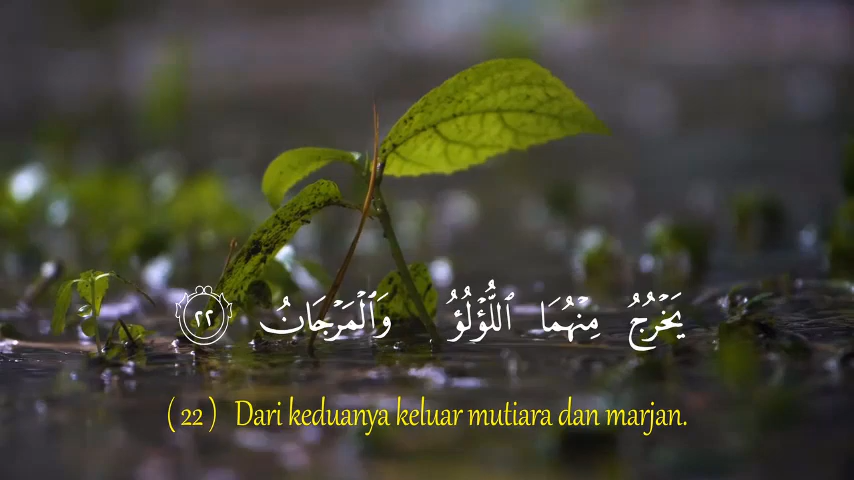 يَخْرُجُ مِنْهُمَا ٱللُّؤْلُؤُ وَٱلْمَرْجَانُ ٢٢
( 22 ) Dari keduanya keluar mutiara dan marjan.